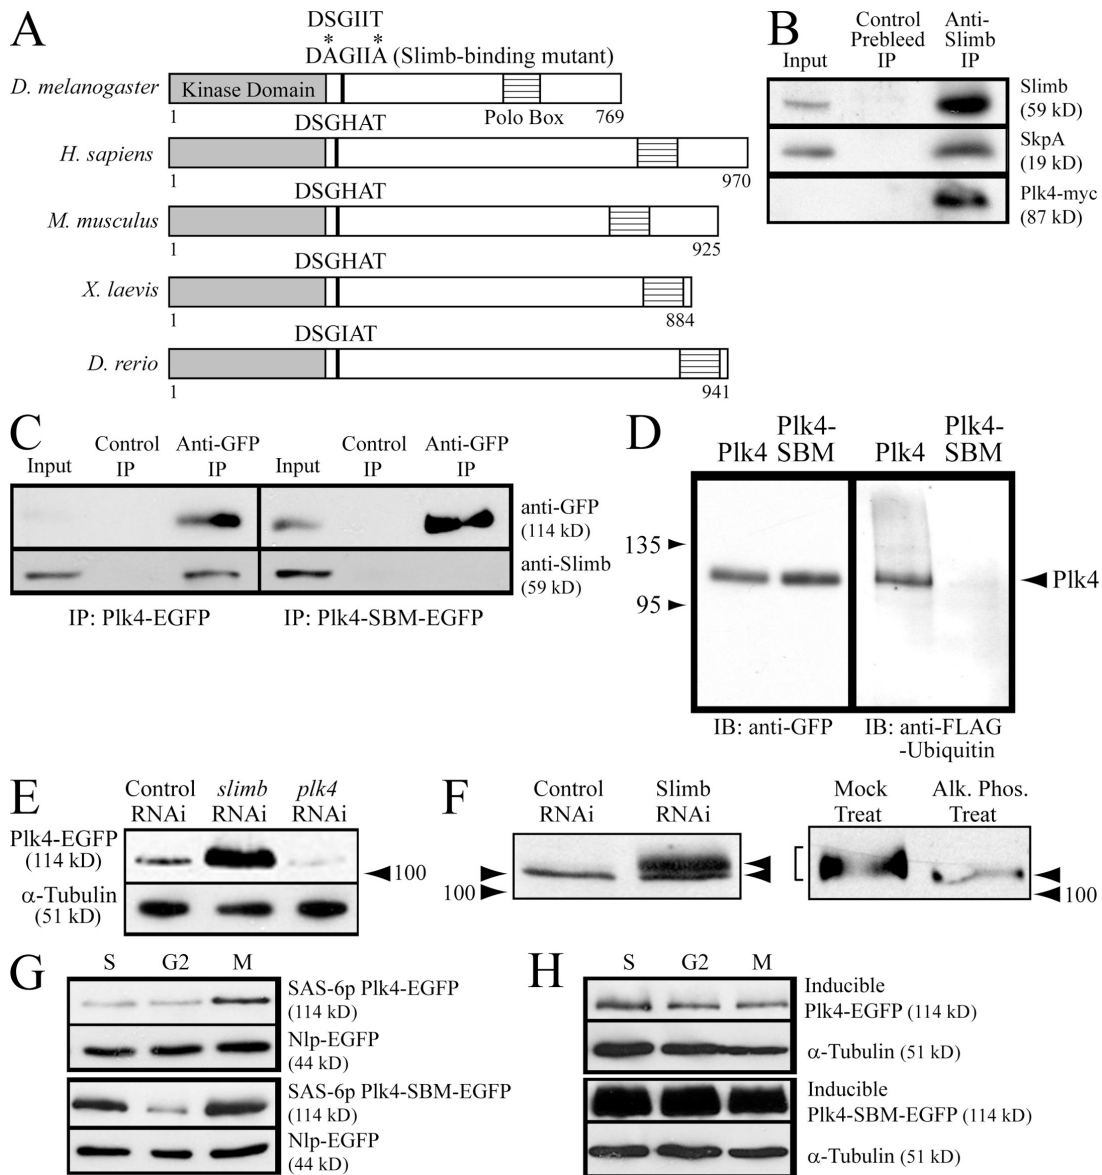 A
DSGIIT
* *
DAGIIA (Slimb-binding mutant)
D. melanogaster
Kinase Domain
1
Polo Box
769
DSGHAT
H. sapiens
1
970
DSGHAT
M. musculus
1
925
DSGHAT
X. laevis
1
884
DSGIAT
D. rerio
1
941
B
Input
Control
Prebleed
IP
Anti-
Slimb
IP
Slimb
(59 kD)
SkpA
(19 kD)
Plk4-myc
(87 kD)
C
Input
Control
IP
Anti-GFP
IP
Input
Control
IP
Anti-GFP
IP
anti-GFP
(114 kD)
anti-Slimb
(59 kD)
IP: Plk4-EGFP
IP: Plk4-SBM-EGFP
D
Plk4
Plk4-
SBM
Plk4
Plk4-
SBM
135
95
Plk4
IB: anti-GFP
IB: anti-FLAG
-Ubiquitin
E
Control
RNAi
slimb
RNAi
plk4
RNAi
Plk4-EGFP
(114 kD)
100
α-Tubulin
(51 kD)
F
Control
RNAi
Slimb
RNAi
100
Mock
Treat
Alk. Phos.
Treat
100
G
S G2 M
SAS-6p Plk4-EGFP
(114 kD)
Nlp-EGFP
(44 kD)
SAS-6p Plk4-SBM-EGFP
(114 kD)
Nlp-EGFP
(44 kD)
H
S G2 M
Inducible
Plk4-EGFP (114 kD)
α-Tubulin (51 kD)
Inducible
Plk4-SBM-EGFP (114 kD)
α-Tubulin (51 kD)